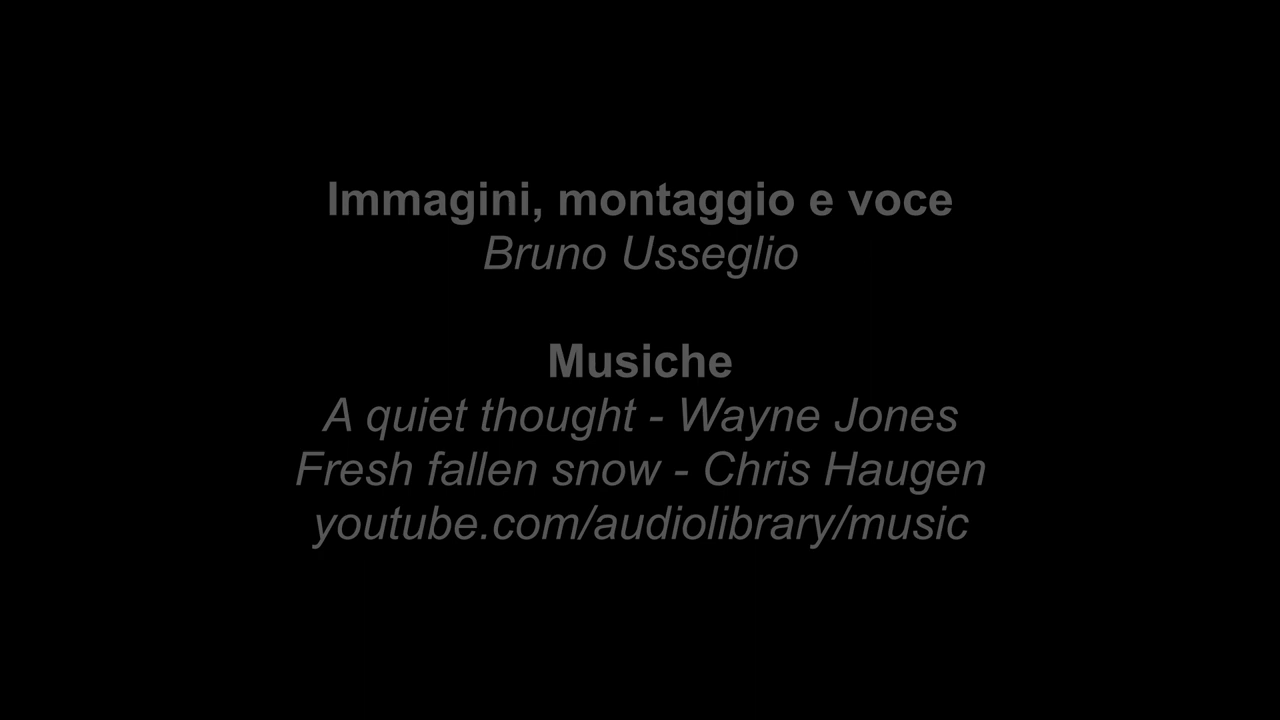 Immagini, montaggio e voce
Bruno Usseglio
Musiche
A quiet thought - Wayne Jones
Fresh fallen snow - Chris Haugen
youtube.com/audiolibrary/music